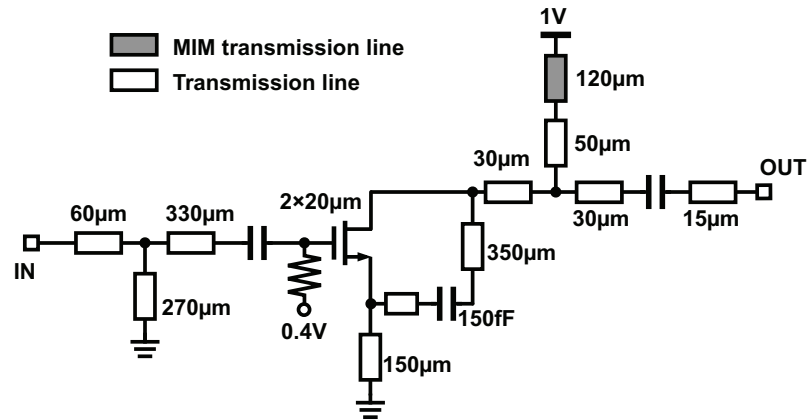 1V
MIM transmission line
Transmission line
120µm
50µm
30µm
OUT
2×20µm
60µm
330µm
30µm
15µm
350µm
IN
270µm
0.4V
150fF
150µm